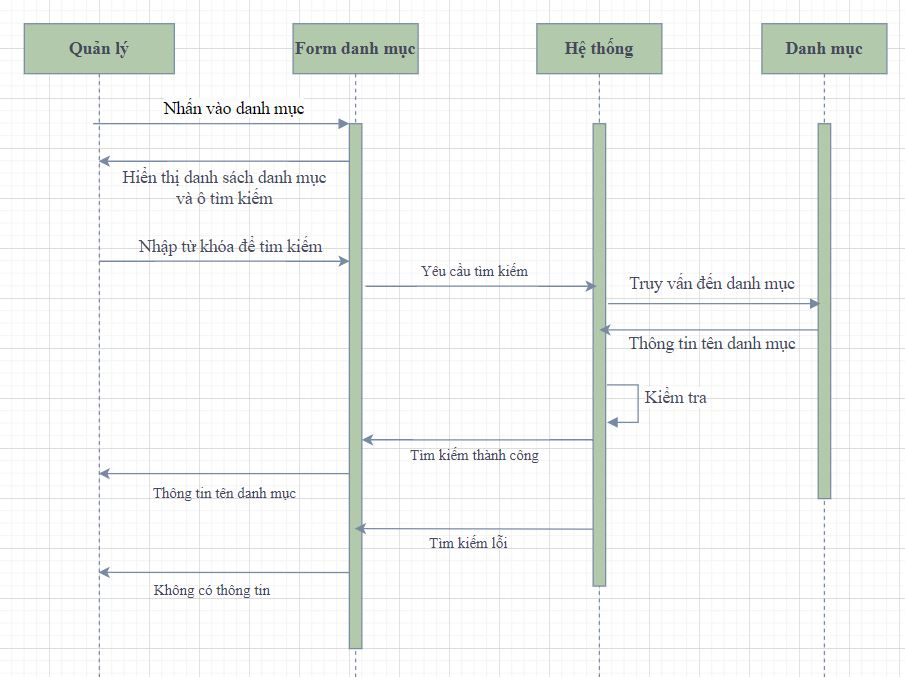 Quản lý
Form danh mục
Hệ thống
Danh mục
Nhấn vào danh mục
Hiển thị danh sách danh mục
và ô tìm kiếm
Nhập từ khóa để tìm kiếm
Yêu cầu tìm kiếm
Truy vấn đến danh mục
Thông tin tên danh mục
Kiểm tra
Tìm kiếm thành công
Thông tin tên danh mục
Tìm kiếm lỗi
Không có thông tin